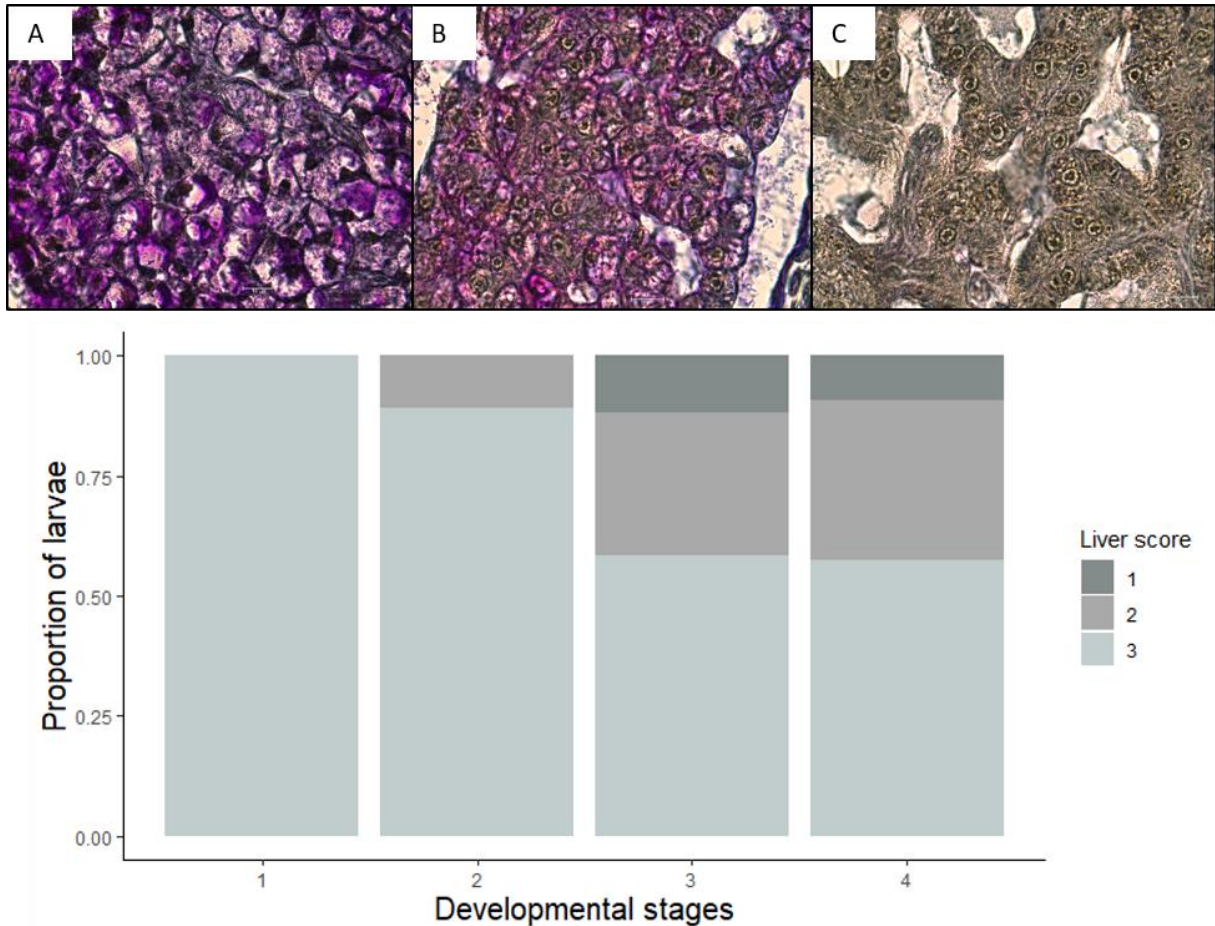 A
B
C
Proportion of larvae
1.00
0.75
0.50
0.25
0.00
1
2
3
4
Developmental stages
Liver score
1
2
3